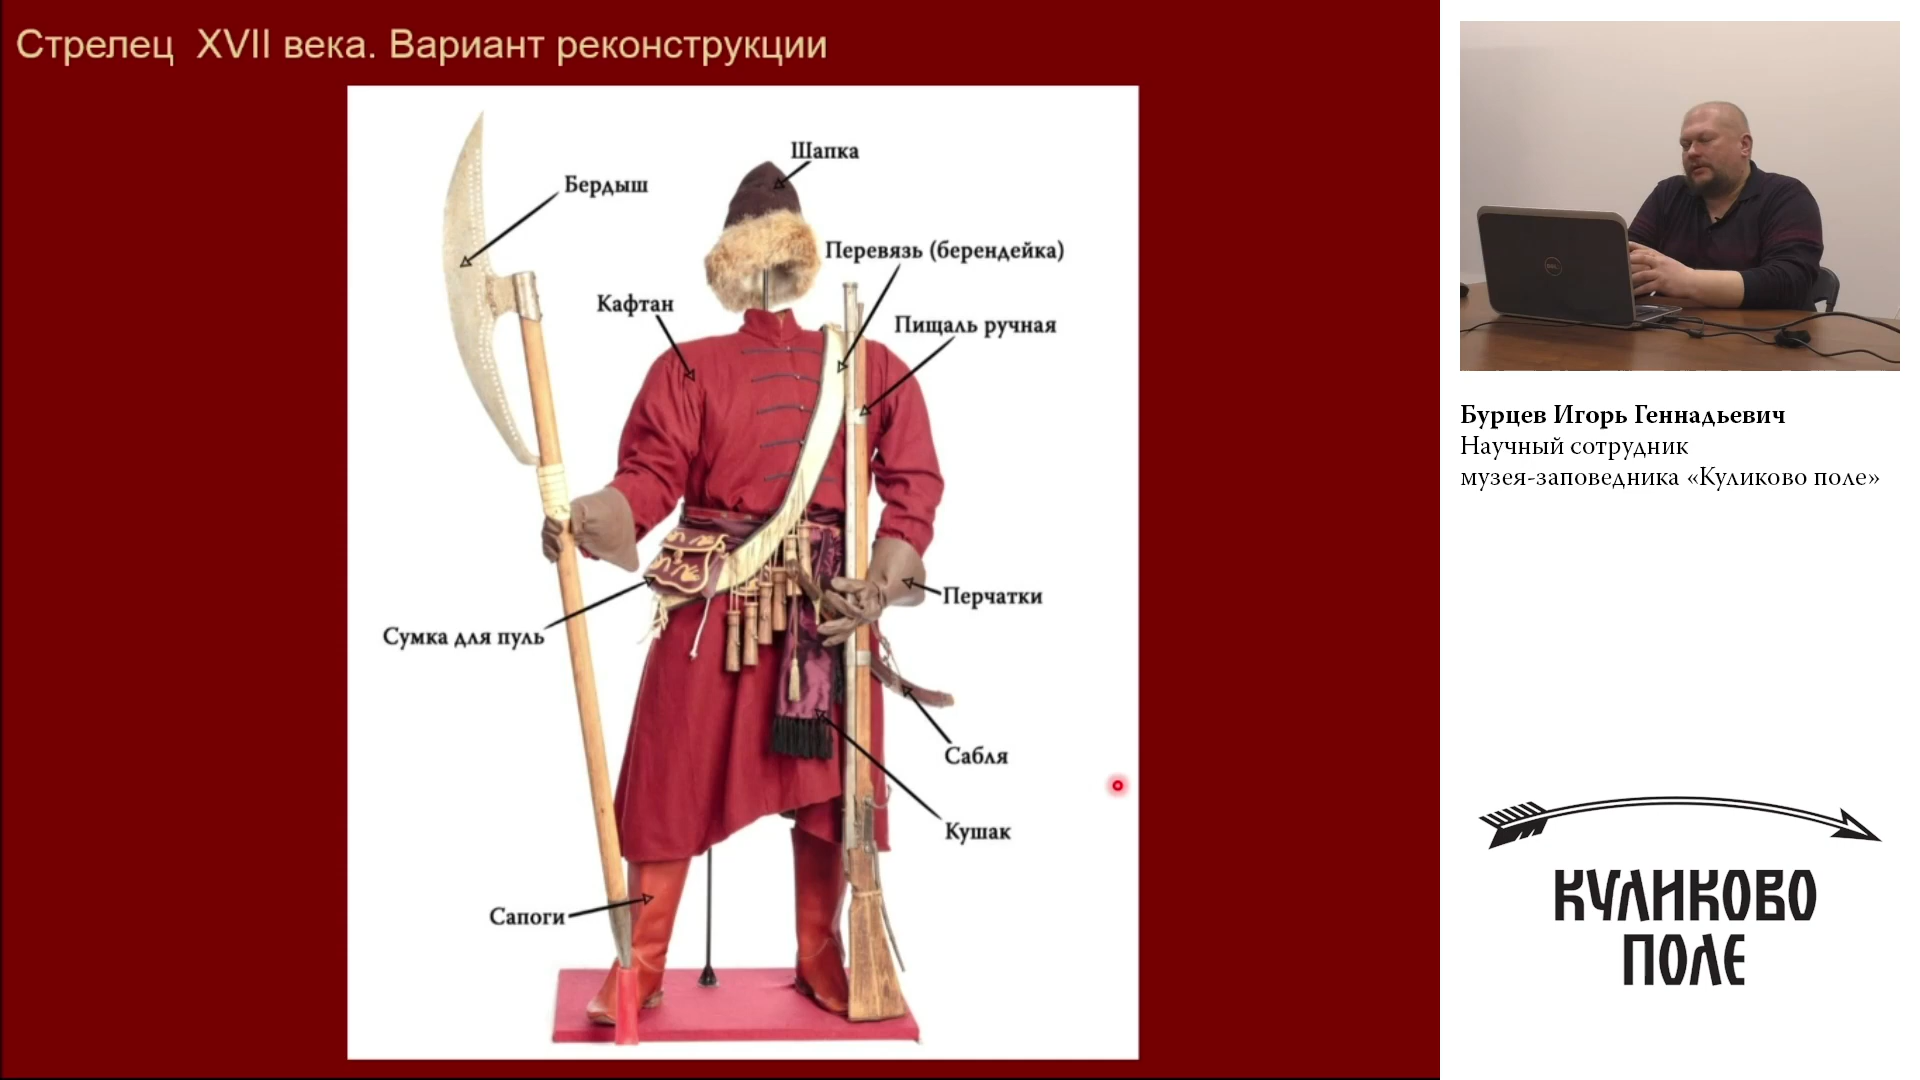 Стрелец XVII века. Вариант реконструкции
Шапка
Бердыш
Перевязь (берендейка)
Кафтан
Пищаль ручная
Перчатки
Сумка для пуль
Сабля
Кушак
Сапоги
Бурцев Игорь Геннадьевич
Научный сотрудник
музея-заповедника «Куликово поле»
КУЛИКОВО
ПОЛЕ